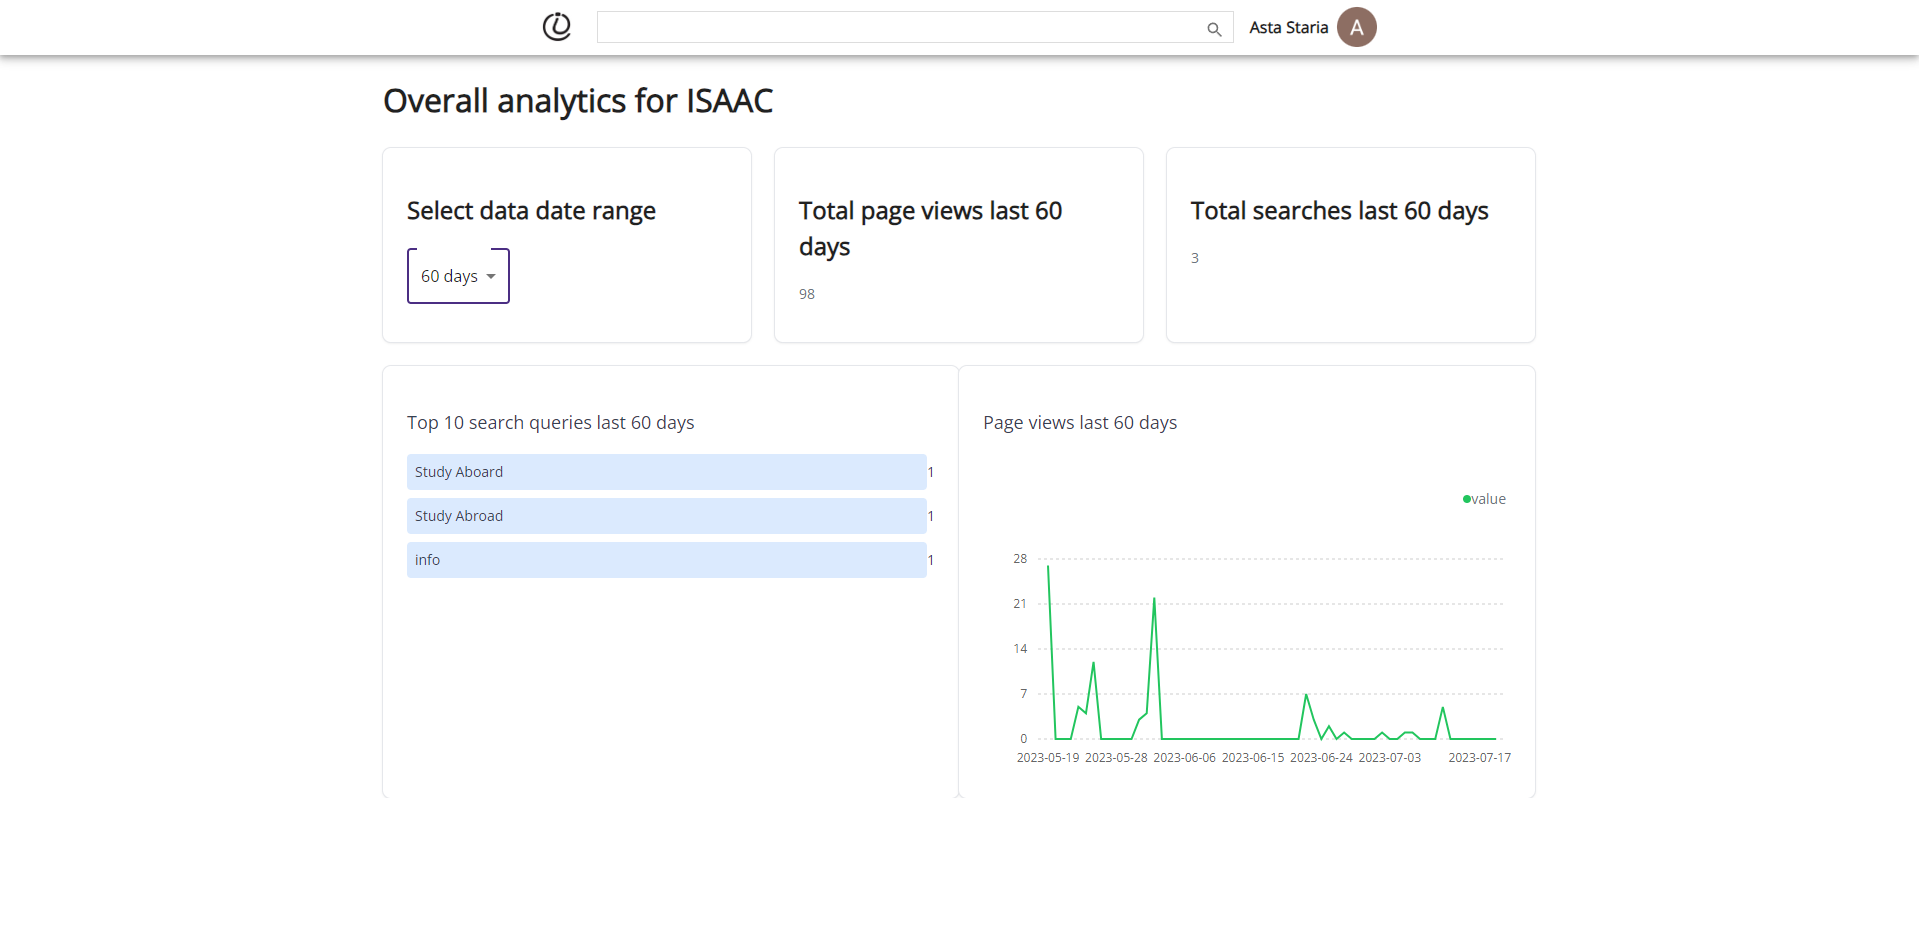 Asta Staria
A
Overall analytics for ISAAC
Select data date range
60 days
Total page views last 60
days
98
Total searches last 60 days
3
Top 10 search queries last 60 days
Study Aboard 1
Study Abroad 1
info 1
Page views last 60 days
value
28
21
14
7
0
2023-05-19 2023-05-28 2023-06-06 2023-06-15 2023-06-24 2023-07-03 2023-07-17